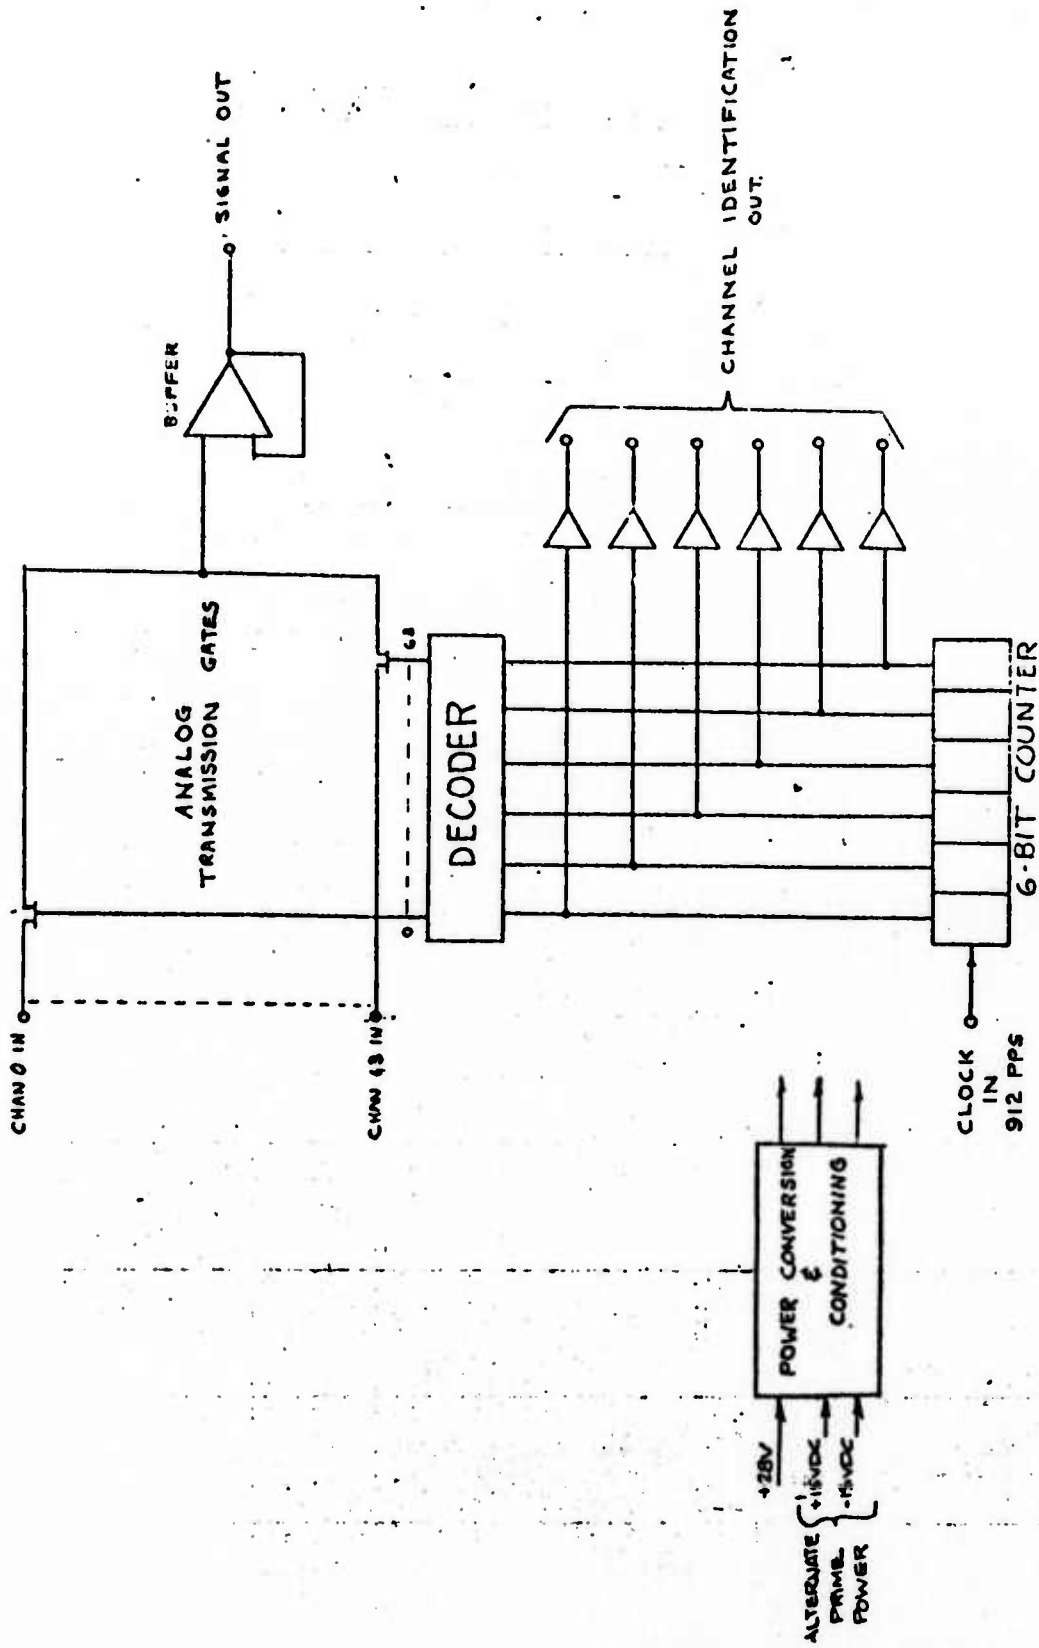 CHAN 0 IN
CHAN 63 IN
ANALOG
TRANSMISSION GATES
BUFFER
SIGNAL OUT
0
63
DECODER
CHANNEL IDENTIFICATION
OUT.
CLOCK
IN
912 PPS
6-BIT COUNTER
+28V
ALTERNATE
PRIME
POWER
+15VDC
-15VDC
POWER CONVERSION
&
CONDITIONING